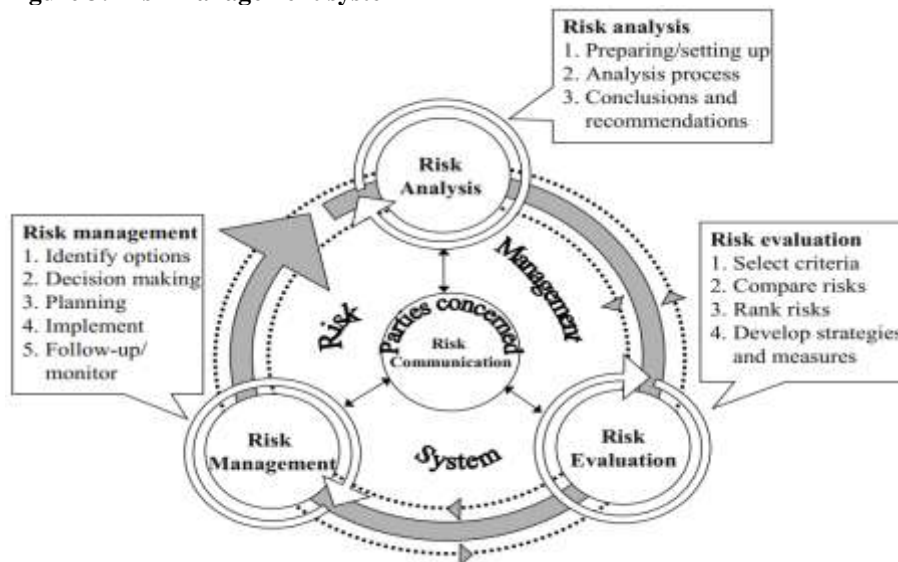 Risk analysis
1. Preparing/setting up
2. Analysis process
3. Conclusions and
recommendations
Risk
Analysis
Risk management
1. Identify options
2. Decision making
3. Planning
4. Implement
5. Follow-up/
monitor
Risk evaluation
1. Select criteria
2. Compare risks
3. Rank risks
4. Develop strategies
and measures
Risk
Management
System
Parties concerned
Risk
Communication
Risk
Management
Risk
Evaluation